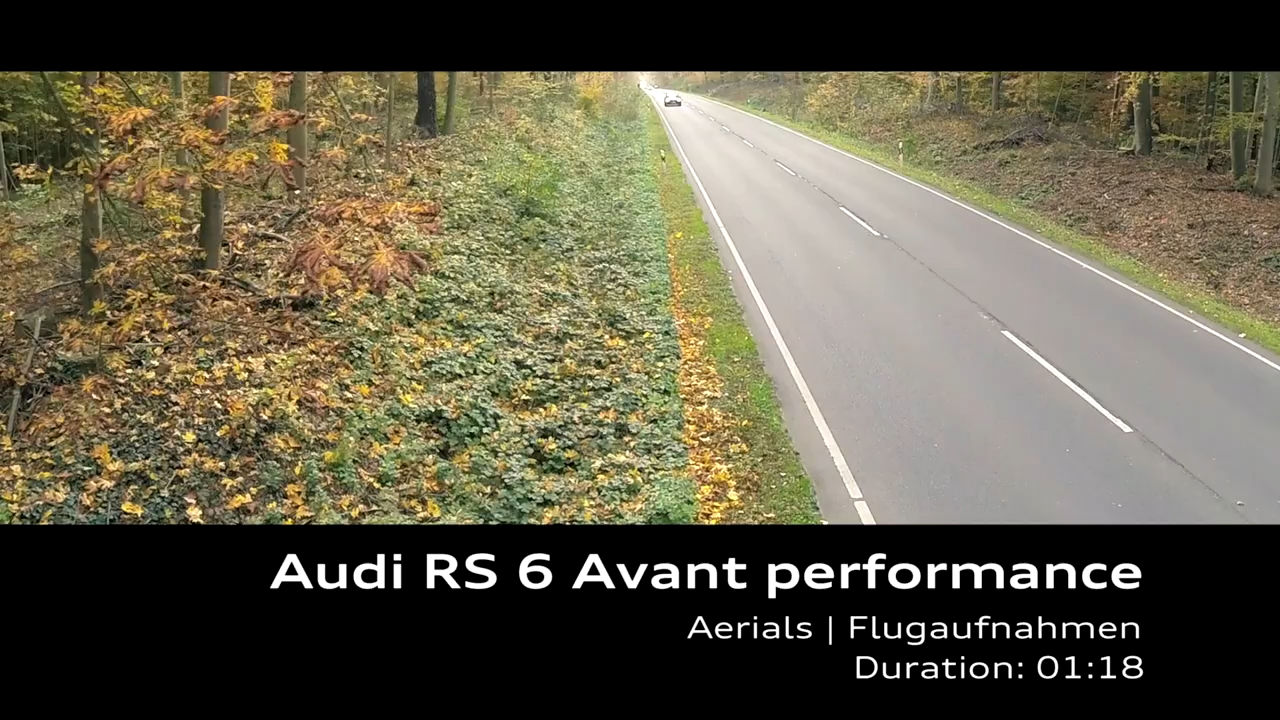 Audi RS 6 Avant performance
Aerials | Flugaufnahmen
Duration: 01:18